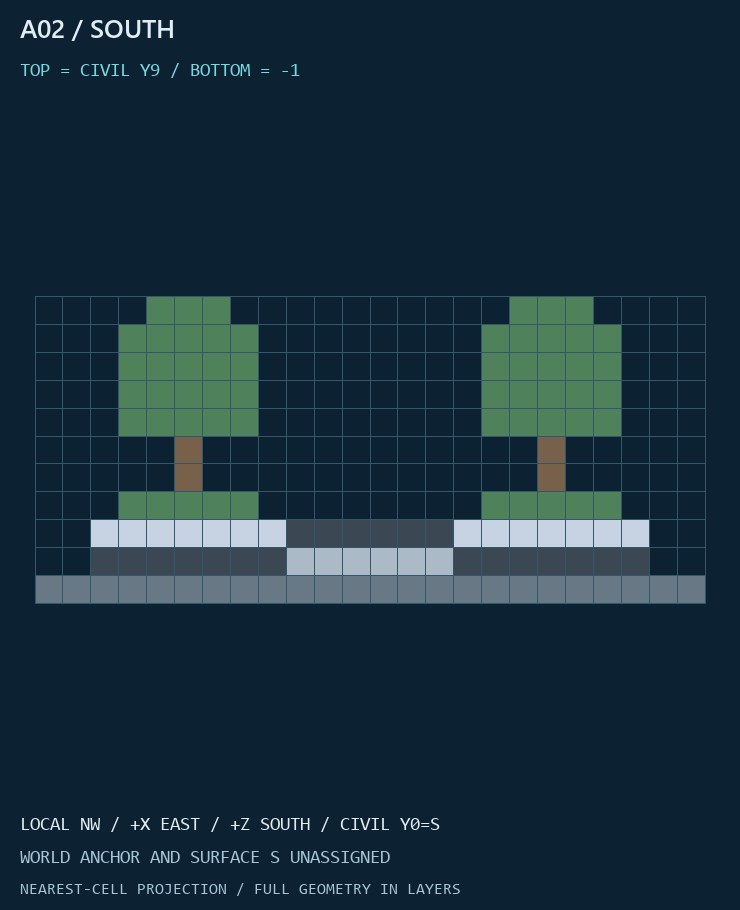 A02 / SOUTH
TOP = CIVIL Y9 / BOTTOM = -1
LOCAL NW / +X EAST / +Z SOUTH / CIVIL Y0=S
WORLD ANCHOR AND SURFACE S UNASSIGNED
NEAREST-CELL PROJECTION / FULL GEOMETRY IN LAYERS